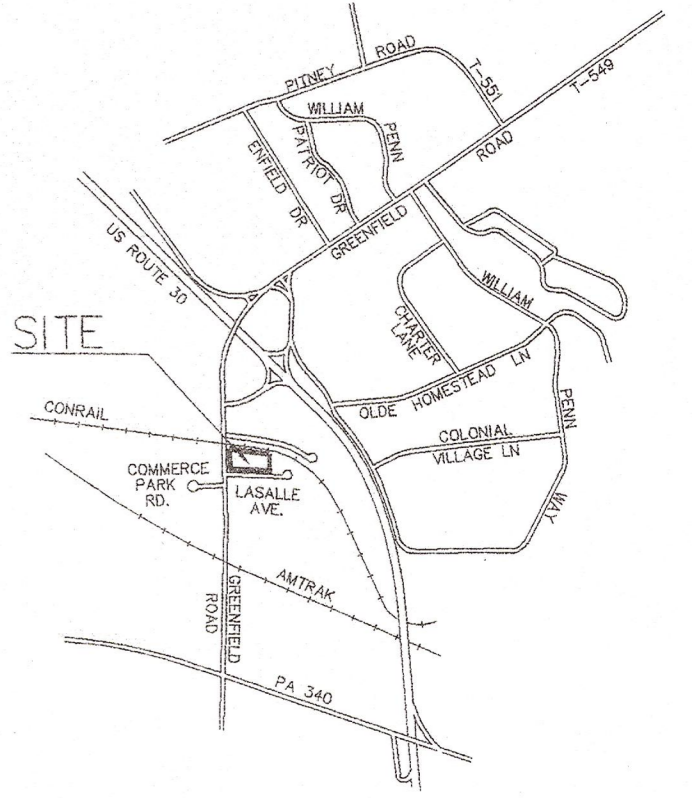 PITNEY ROAD
T-551
T-549
WILLIAM
PENN
PATRIOT DR
ENFIELD DR
GREENFIELD ROAD
US ROUTE 30
SITE
WILLIAM
CHARTER
LANE
OLDE HOMESTEAD LN
PENN
CONRAIL
COLONIAL
VILLAGE LN
COMMERCE
PARK
RD.
LASALLE
AVE.
WAY
AMTRAK
GREENFIELD
ROAD
PA 340